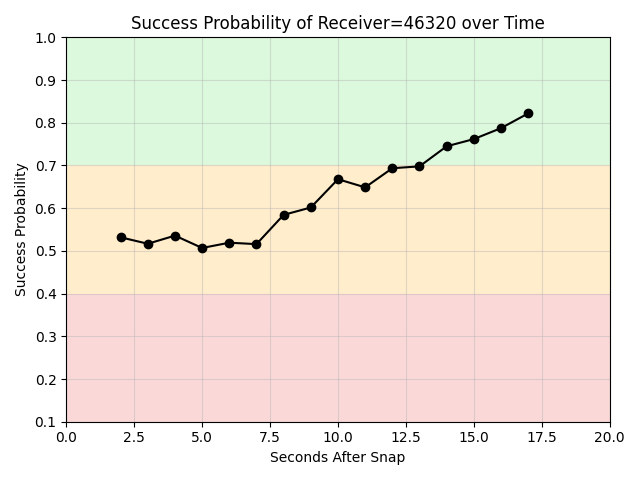 Success Probability of Receiver=46320 over Time
1.0
0.9
0.8
0.7
0.6
0.5
0.4
0.3
0.2
0.1
Success Probability
0.0 2.5 5.0 7.5 10.0 12.5 15.0 17.5 20.0
Seconds After Snap